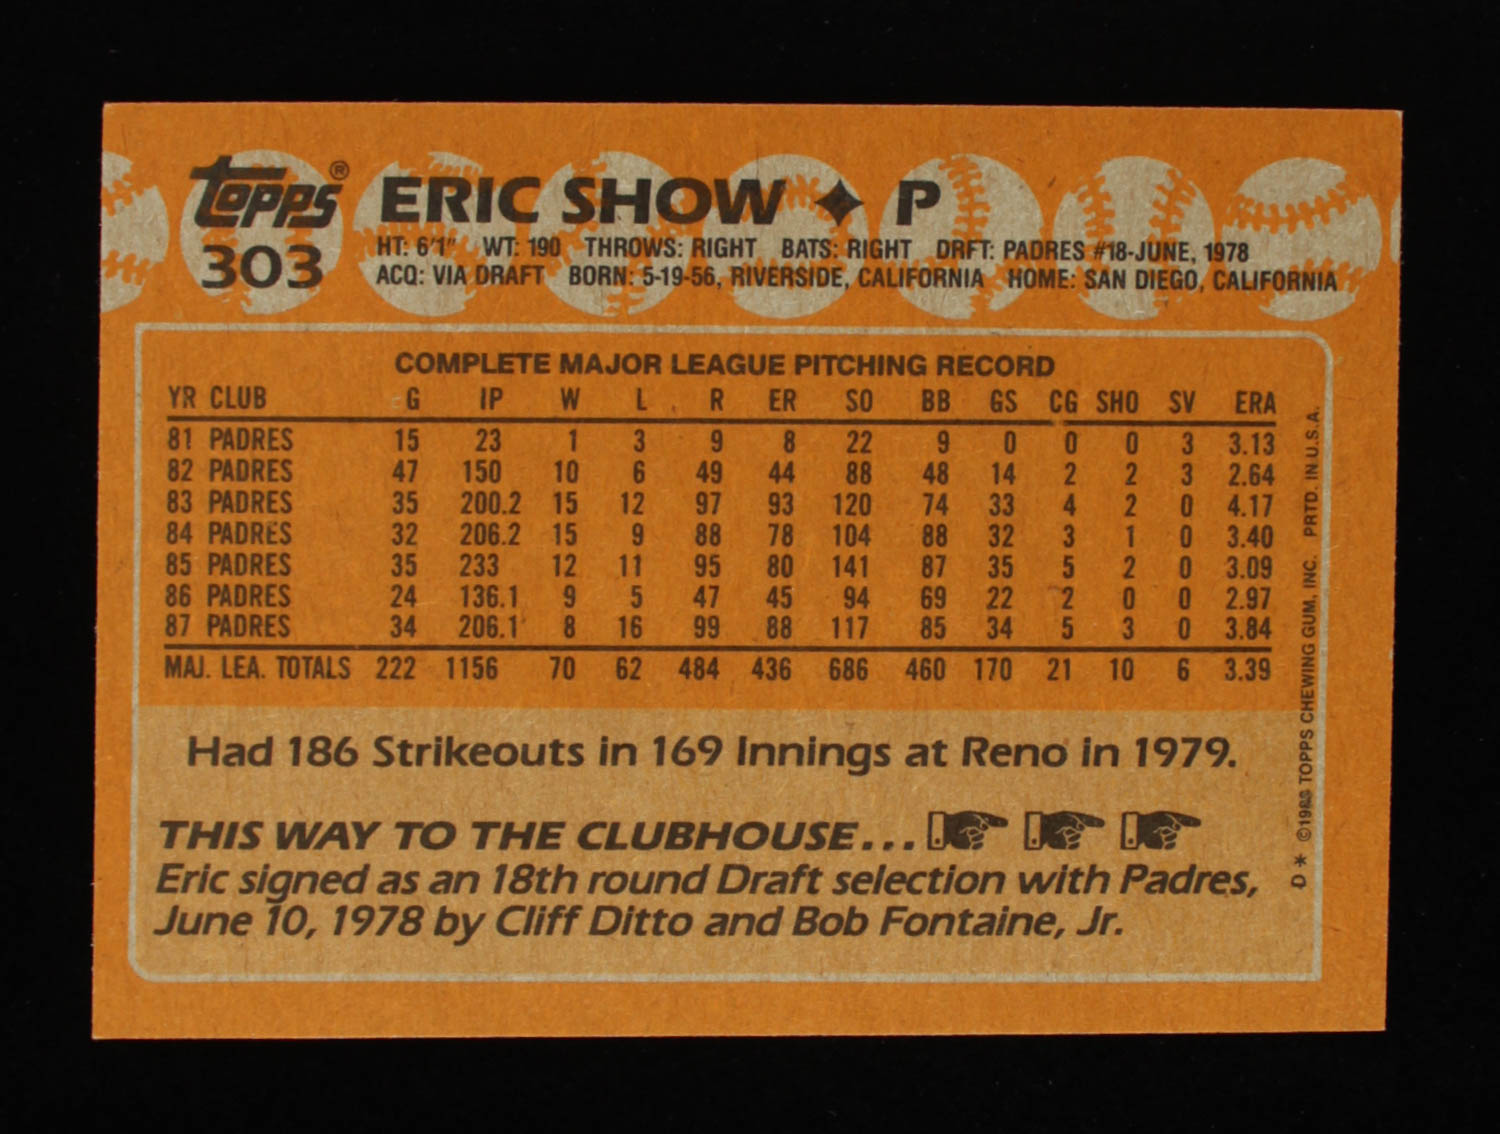 Topps®
303
ERIC SHOW ✦ P
HT: 6'1" WT: 190 THROWS: RIGHT BATS: RIGHT DRFT: PADRES #18-JUNE, 1978
ACQ: VIA DRAFT BORN: 5-19-56, RIVERSIDE, CALIFORNIA HOME: SAN DIEGO, CALIFORNIA
COMPLETE MAJOR LEAGUE PITCHING RECORD
YR CLUB G IP W L R ER SO BB GS CG SHO SV ERA
81 PADRES 15 23 1 3 9 8 22 9 0 0 0 3 3.13
82 PADRES 47 150 10 6 49 44 88 48 14 2 2 3 2.64
83 PADRES 35 200.2 15 12 97 93 120 74 33 4 2 0 4.17
84 PADRES 32 206.2 15 9 88 78 104 88 32 3 1 0 3.40
85 PADRES 35 233 12 11 95 80 141 87 35 5 2 0 3.09
86 PADRES 24 136.1 9 5 47 45 94 69 22 2 0 0 2.97
87 PADRES 34 206.1 8 16 99 88 117 85 34 5 3 0 3.84
MAJ. LEA. TOTALS 222 1156 70 62 484 436 686 460 170 21 10 6 3.39
Had 186 Strikeouts in 169 Innings at Reno in 1979.
THIS WAY TO THE CLUBHOUSE...
Eric signed as an 18th round Draft selection with Padres,
June 10, 1978 by Cliff Ditto and Bob Fontaine, Jr.
D* ©1988 TOPPS CHEWING GUM, INC. PRTD. IN U.S.A.